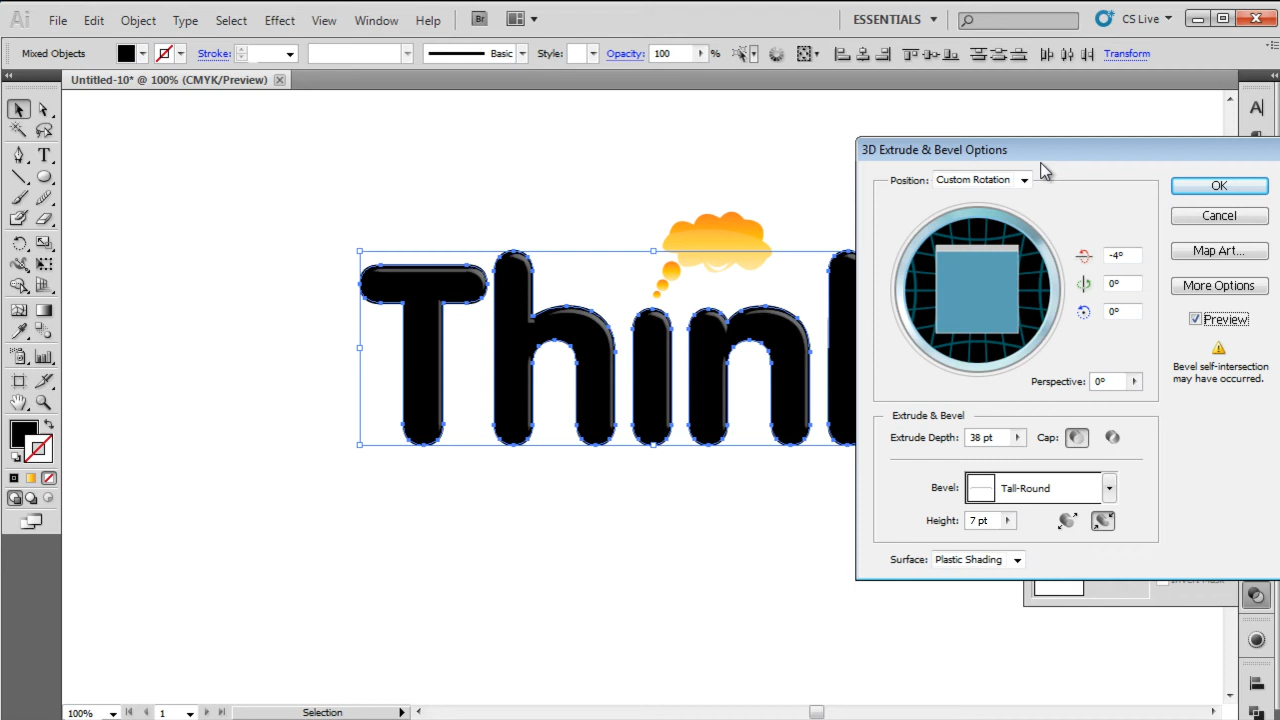 Ai File Edit Object Type Select Effect View Window Help Br ESSENTIALS CS Live
Mixed Objects Stroke: Basic Style: Opacity: 100 % Transform
Untitled-10* @ 100% (CMYK/Preview)
3D Extrude & Bevel Options
Position: Custom Rotation OK
Cancel
Map Art...
-4°
0° More Options
0° Preview
Bevel self-intersection
may have occurred.
Perspective: 0°
Extrude & Bevel
Extrude Depth: 38 pt Cap:
Bevel: Tall-Round
Height: 7 pt
Surface: Plastic Shading
Think
100% 1 Selection